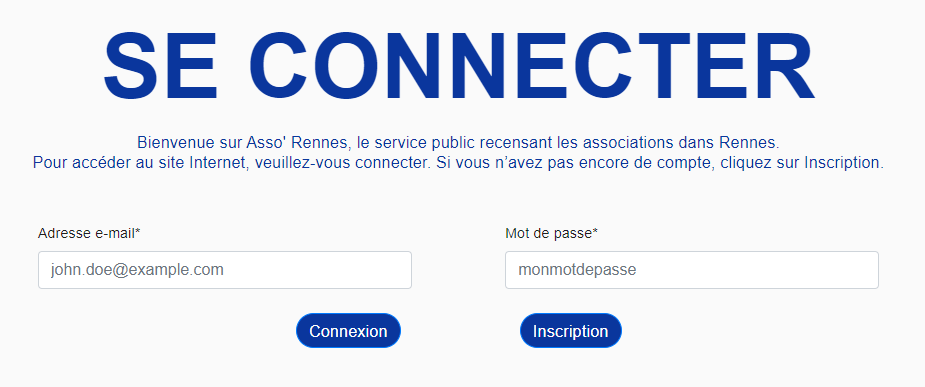 SE CONNECTER
Bienvenue sur Asso' Rennes, le service public recensant les associations dans Rennes.
Pour accéder au site Internet, veuillez-vous connecter. Si vous n’avez pas encore de compte, cliquez sur Inscription.
Adresse e-mail*
Mot de passe*
john.doe@example.com
monmotdepasse
Connexion
Inscription